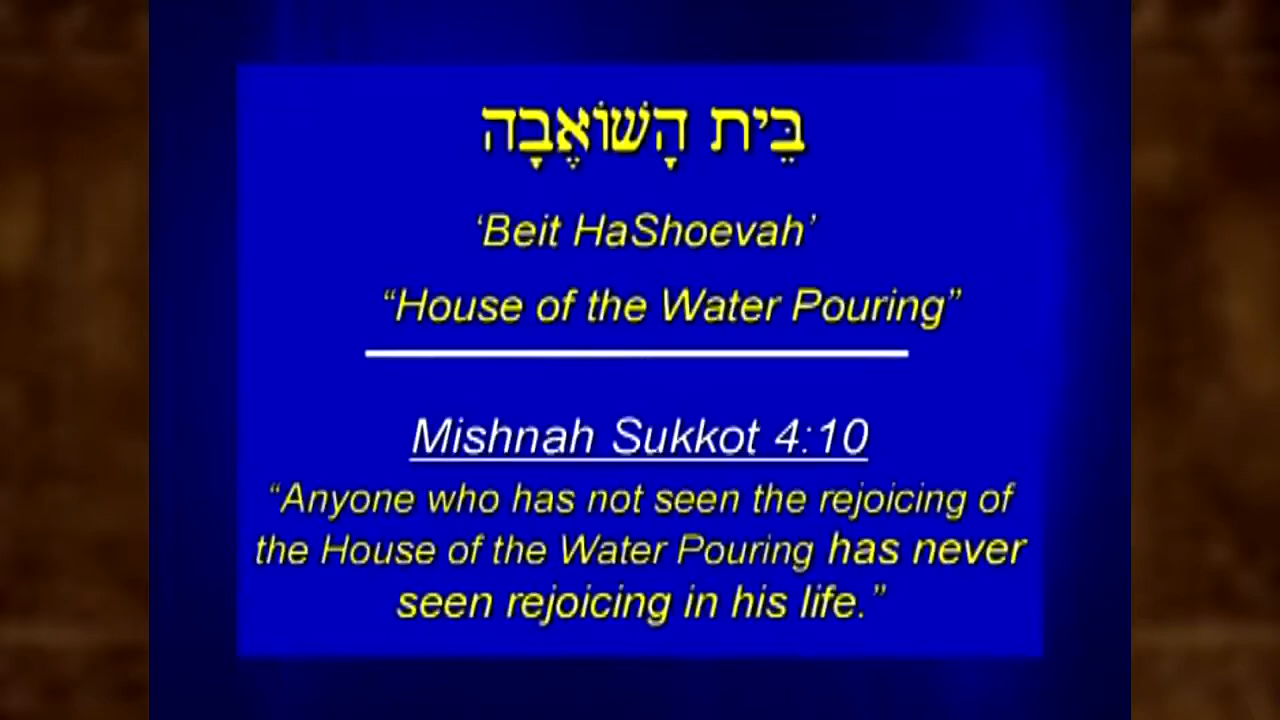 בֵּית הָשׁוֹאֶבָה
‘Beit HaShoevah’
“House of the Water Pouring”
Mishnah Sukkot 4:10
“Anyone who has not seen the rejoicing of
the House of the Water Pouring has never
seen rejoicing in his life.”